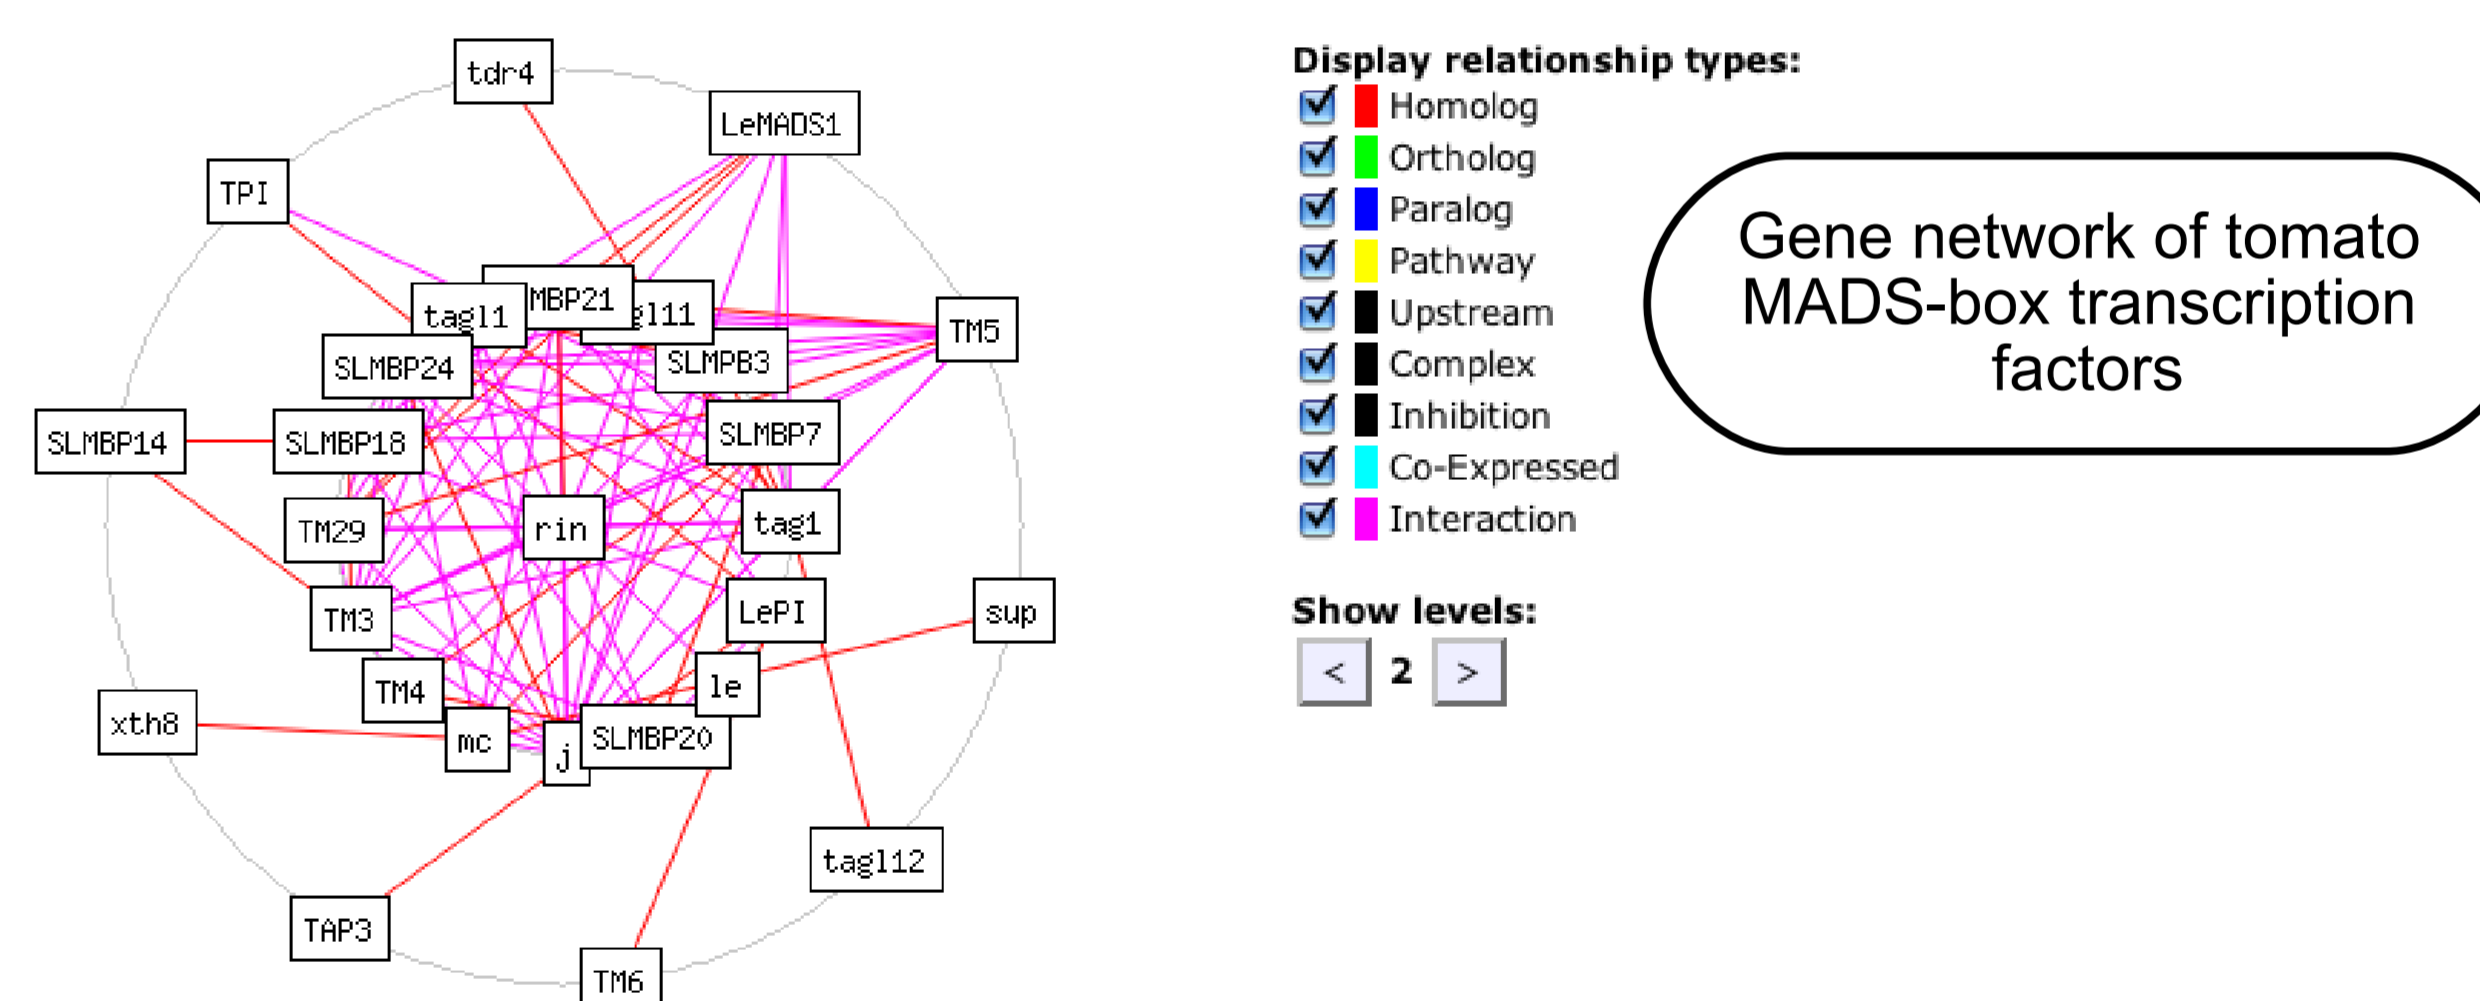 tdr4
LeMADS1
TPI
MBP21
gl11
tagl1
TM5
SLMPB3
SLMBP24
SLMBP14
SLMBP18
SLMBP7
TM29
rin
tag1
TM3
LePI
sup
TM4
le
xth8
mc
j
SLMBP20
tagl12
TAP3
TM6
Display relationship types:
Homolog
Ortholog
Paralog
Pathway
Upstream
Complex
Inhibition
Co-Expressed
Interaction
Show levels:
< 2 >
Gene network of tomato
MADS-box transcription
factors